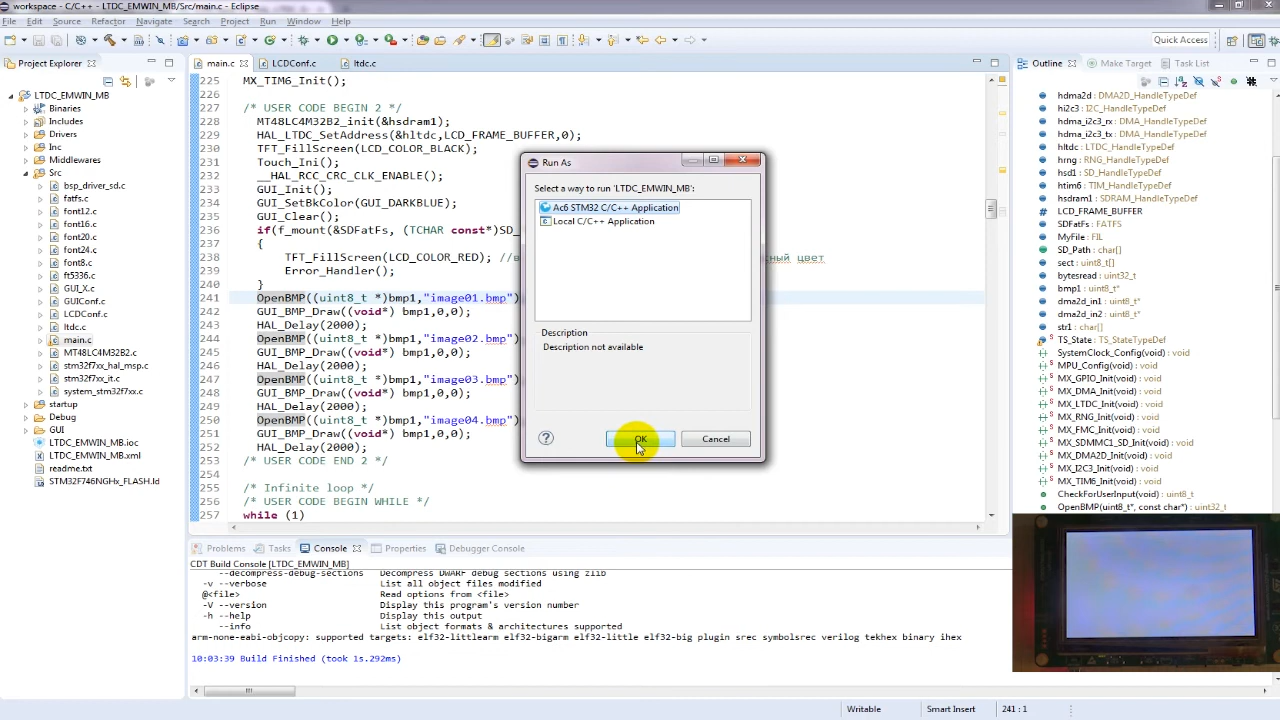 workspace - C/C++ - LTDC_EMWIN_MB/Src/main.c - Eclipse
File Edit Source Refactor Navigate Search Project Run Window Help
Quick Access
Project Explorer
main.c LCDConf.c ltdc.c
Outline Make Target Task List
LTDC_EMWIN_MB
Binaries
Includes
Drivers
Inc
Middlewares
Src
bsp_driver_sd.c
fatfs.c
font12.c
font16.c
font20.c
font24.c
font8.c
ft5336.c
GUI_X.c
GUIConf.c
LCDConf.c
ltdc.c
main.c
MT48LC4M32B2.c
stm32f7xx_hal_msp.c
stm32f7xx_it.c
system_stm32f7xx.c
startup
Debug
GUI
LTDC_EMWIN_MB.ioc
LTDC_EMWIN_MB.xml
readme.txt
STM32F746NGHx_FLASH.ld
225 MX_TIM6_Init();
226
227 /* USER CODE BEGIN 2 */
228 MT48LC4M32B2_init(&hsdram1);
229 HAL_LTDC_SetAddress(&hltdc,LCD_FRAME_BUFFER,0);
230 TFT_FillScreen(LCD_COLOR_BLACK);
231 Touch_Ini();
232 __HAL_RCC_CRC_CLK_ENABLE();
233 GUI_Init();
234 GUI_SetBkColor(GUI_DARKBLUE);
235 GUI_Clear();
236 if(f_mount(&SDFatFs, (TCHAR const*)SD_
237 {
238 TFT_FillScreen(LCD_COLOR_RED); //в сный цвет
239 Error_Handler();
240 }
241 OpenBMP((uint8_t *)bmp1,"image01.bmp")
242 GUI_BMP_Draw((void*) bmp1,0,0);
243 HAL_Delay(2000);
244 OpenBMP((uint8_t *)bmp1,"image02.bmp")
245 GUI_BMP_Draw((void*) bmp1,0,0);
246 HAL_Delay(2000);
247 OpenBMP((uint8_t *)bmp1,"image03.bmp")
248 GUI_BMP_Draw((void*) bmp1,0,0);
249 HAL_Delay(2000);
250 OpenBMP((uint8_t *)bmp1,"image04.bmp")
251 GUI_BMP_Draw((void*) bmp1,0,0);
252 HAL_Delay(2000);
253 /* USER CODE END 2 */
254
255 /* Infinite loop */
256 /* USER CODE BEGIN WHILE */
257 while (1)
Run As
Select a way to run 'LTDC_EMWIN_MB':
Ac6 STM32 C/C++ Application
Local C/C++ Application
Description
Description not available
OK Cancel
hdma2d : DMA2D_HandleTypeDef
hi2c3 : I2C_HandleTypeDef
hdma_i2c3_tx : DMA_HandleTypeDef
hdma_i2c3_rx : DMA_HandleTypeDef
hltdc : LTDC_HandleTypeDef
hrng : RNG_HandleTypeDef
hsd1 : SD_HandleTypeDef
htim6 : TIM_HandleTypeDef
hsdram1 : SDRAM_HandleTypeDef
LCD_FRAME_BUFFER
SDFatFs : FATFS
MyFile : FIL
SD_Path : char[]
sect : uint8_t[]
bytesread : uint32_t
bmp1 : uint8_t*
dma2d_in1 : uint8_t*
dma2d_in2 : uint8_t*
str1 : char[]
TS_State : TS_StateTypeDef
SystemClock_Config(void) : void
MPU_Config(void) : void
MX_GPIO_Init(void) : void
MX_DMA_Init(void) : void
MX_LTDC_Init(void) : void
MX_RNG_Init(void) : void
MX_FMC_Init(void) : void
MX_SDMMC1_SD_Init(void) : void
MX_DMA2D_Init(void) : void
MX_I2C3_Init(void) : void
MX_TIM6_Init(void) : void
CheckForUserInput(void) : uint8_t
OpenBMP(uint8_t*, const char*) : uint32_t
Problems Tasks Console Properties Debugger Console
CDT Build Console [LTDC_EMWIN_MB]
--decompress-debug-sections Decompress DWARF debug sections using zlib
-v --verbose List all object files modified
@<file> Read options from <file>
-V --version Display this program's version number
-h --help Display this output
--info List object formats & architectures supported
arm-none-eabi-objcopy: supported targets: elf32-littlearm elf32-bigarm elf32-little elf32-big plugin srec symbolsrec verilog tekhex binary ihex
10:03:39 Build Finished (took 1s.292ms)
Writable Smart Insert 241 : 1